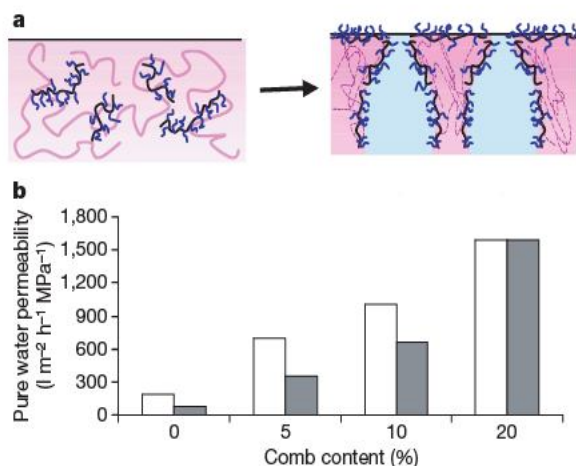 a
b
Pure water permeability
(l m⁻² h⁻¹ MPa⁻¹)
1,800
1,500
1,200
900
600
300
0
0 5 10 20
Comb content (%)